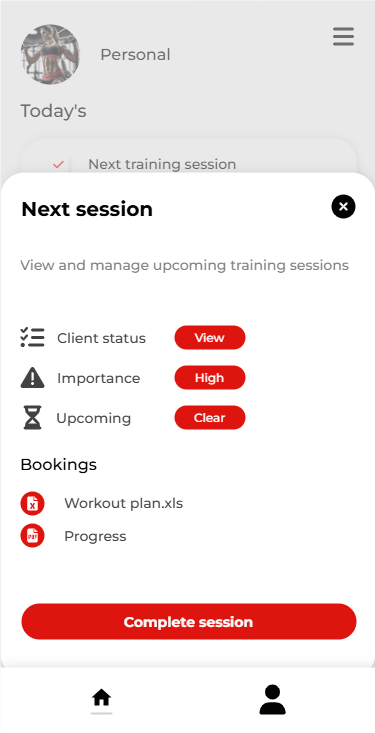 Personal
Today's
Next training session
Next session
View and manage upcoming training sessions
Client status View
Importance High
Upcoming Clear
Bookings
Workout plan.xls
Progress
Complete session